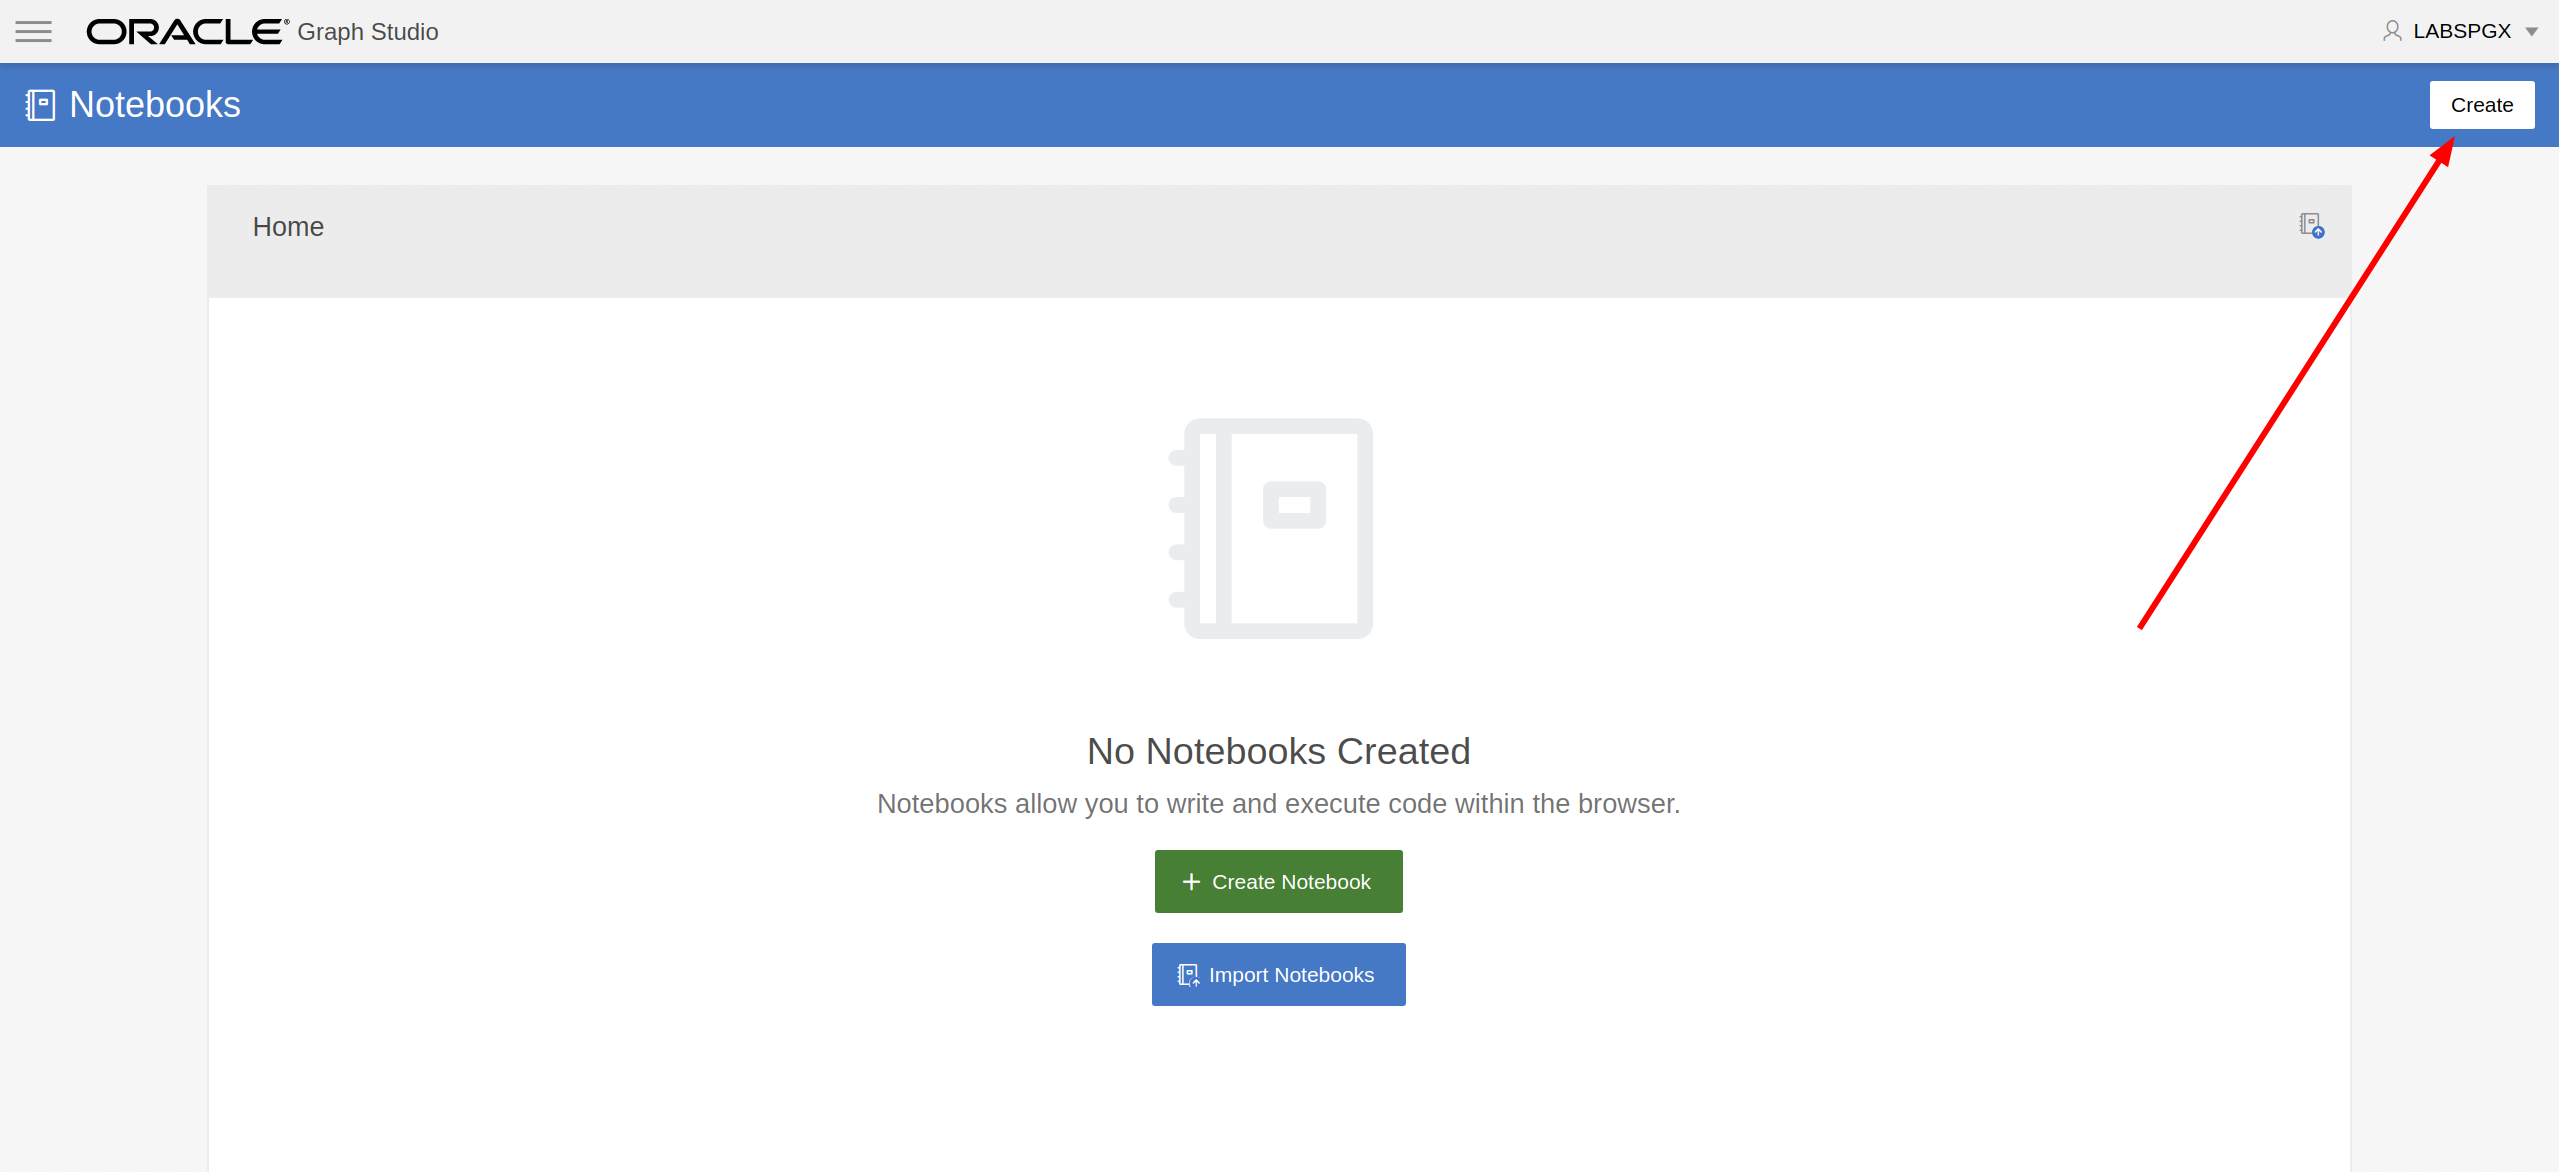 ORACLE® Graph Studio
LABSPGX
Notebooks
Create
Home
No Notebooks Created
Notebooks allow you to write and execute code within the browser.
Create Notebook
Import Notebooks